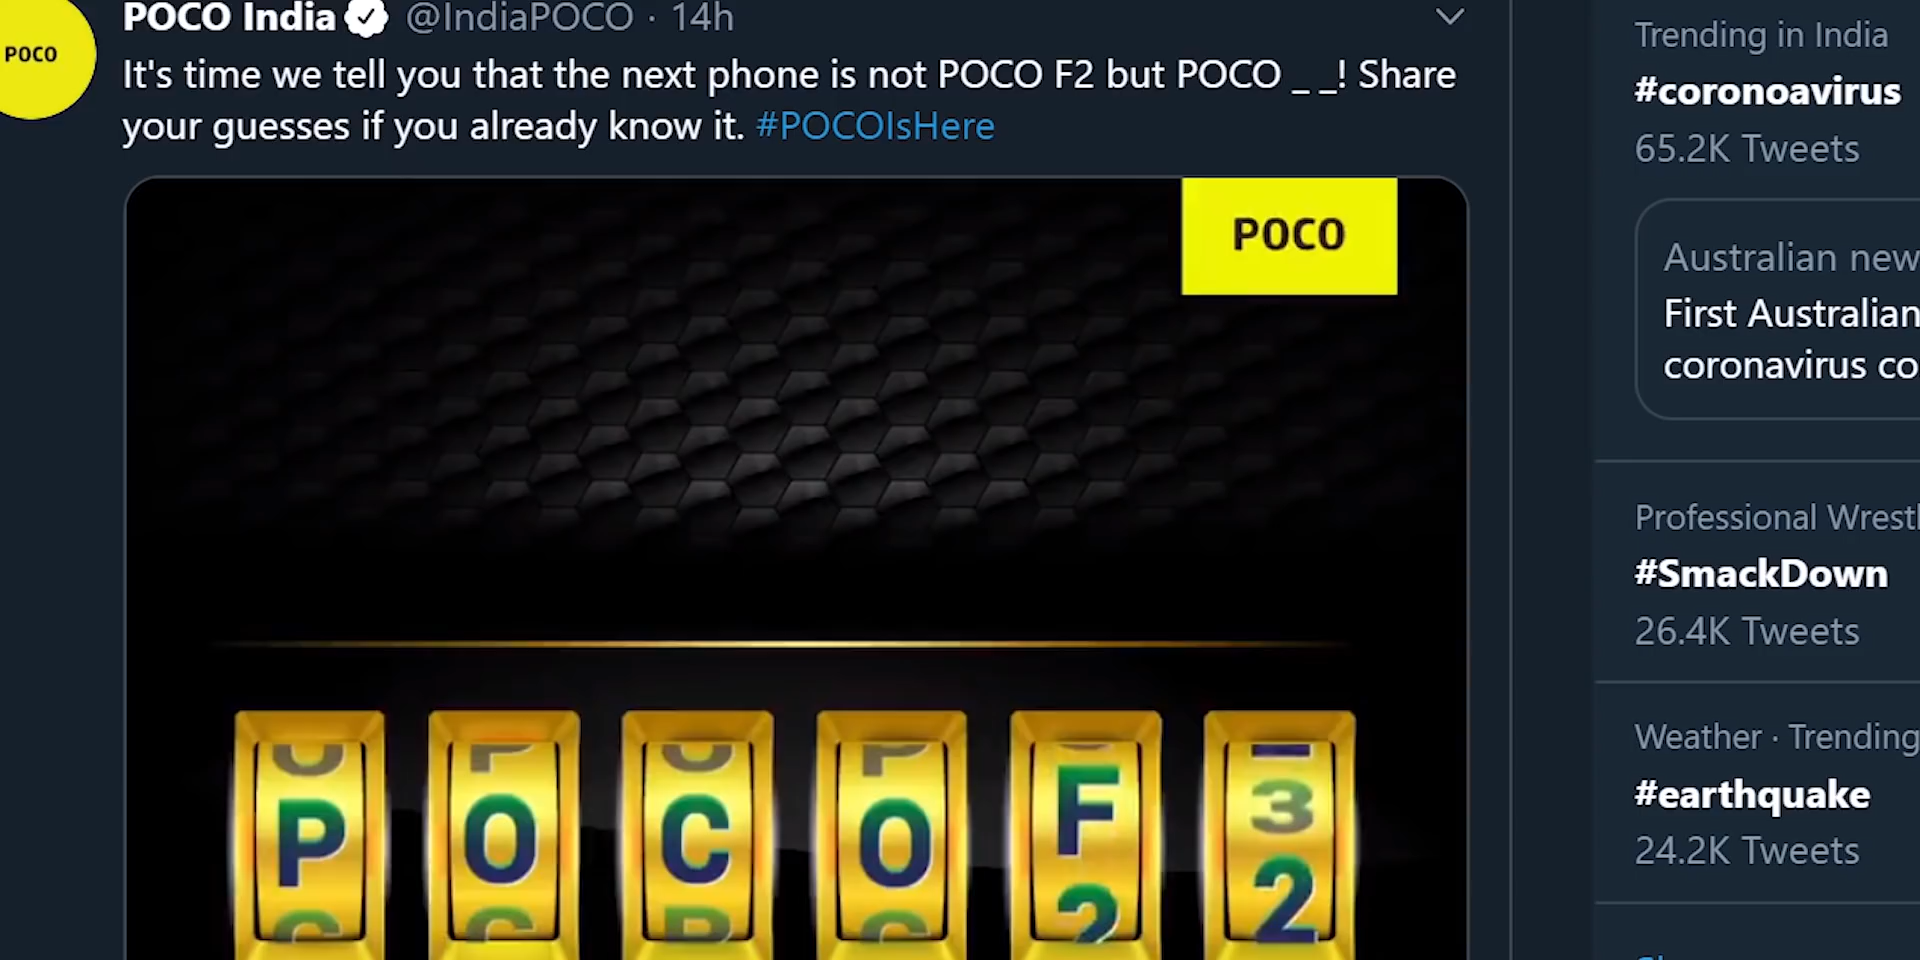 POCO India @IndiaPOCO · 14h
POCO
It's time we tell you that the next phone is not POCO F2 but POCO _ _! Share
your guesses if you already know it. #POCOIsHere
POCO
P O C O F 3
2 2
Trending in India
#coronoavirus
65.2K Tweets
Australian new
First Australian
coronavirus co
Professional Wrestl
#SmackDown
26.4K Tweets
Weather · Trending
#earthquake
24.2K Tweets